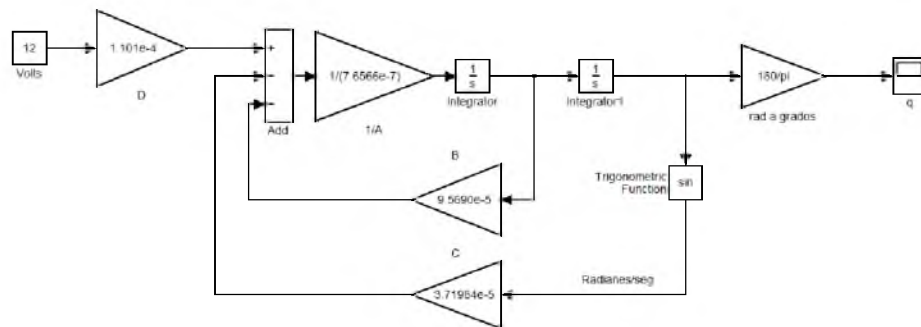 12
Volts
1.101e-4
D
+
−
−
Add
1/(7.6566e-7)
1/A
1
s
Integrator
1
s
Integrator1
180/pi
rad a grados
q
B
9.5690e-5
Trigonometric
Function
sin
C
3.71964e-5
Radianes/seg